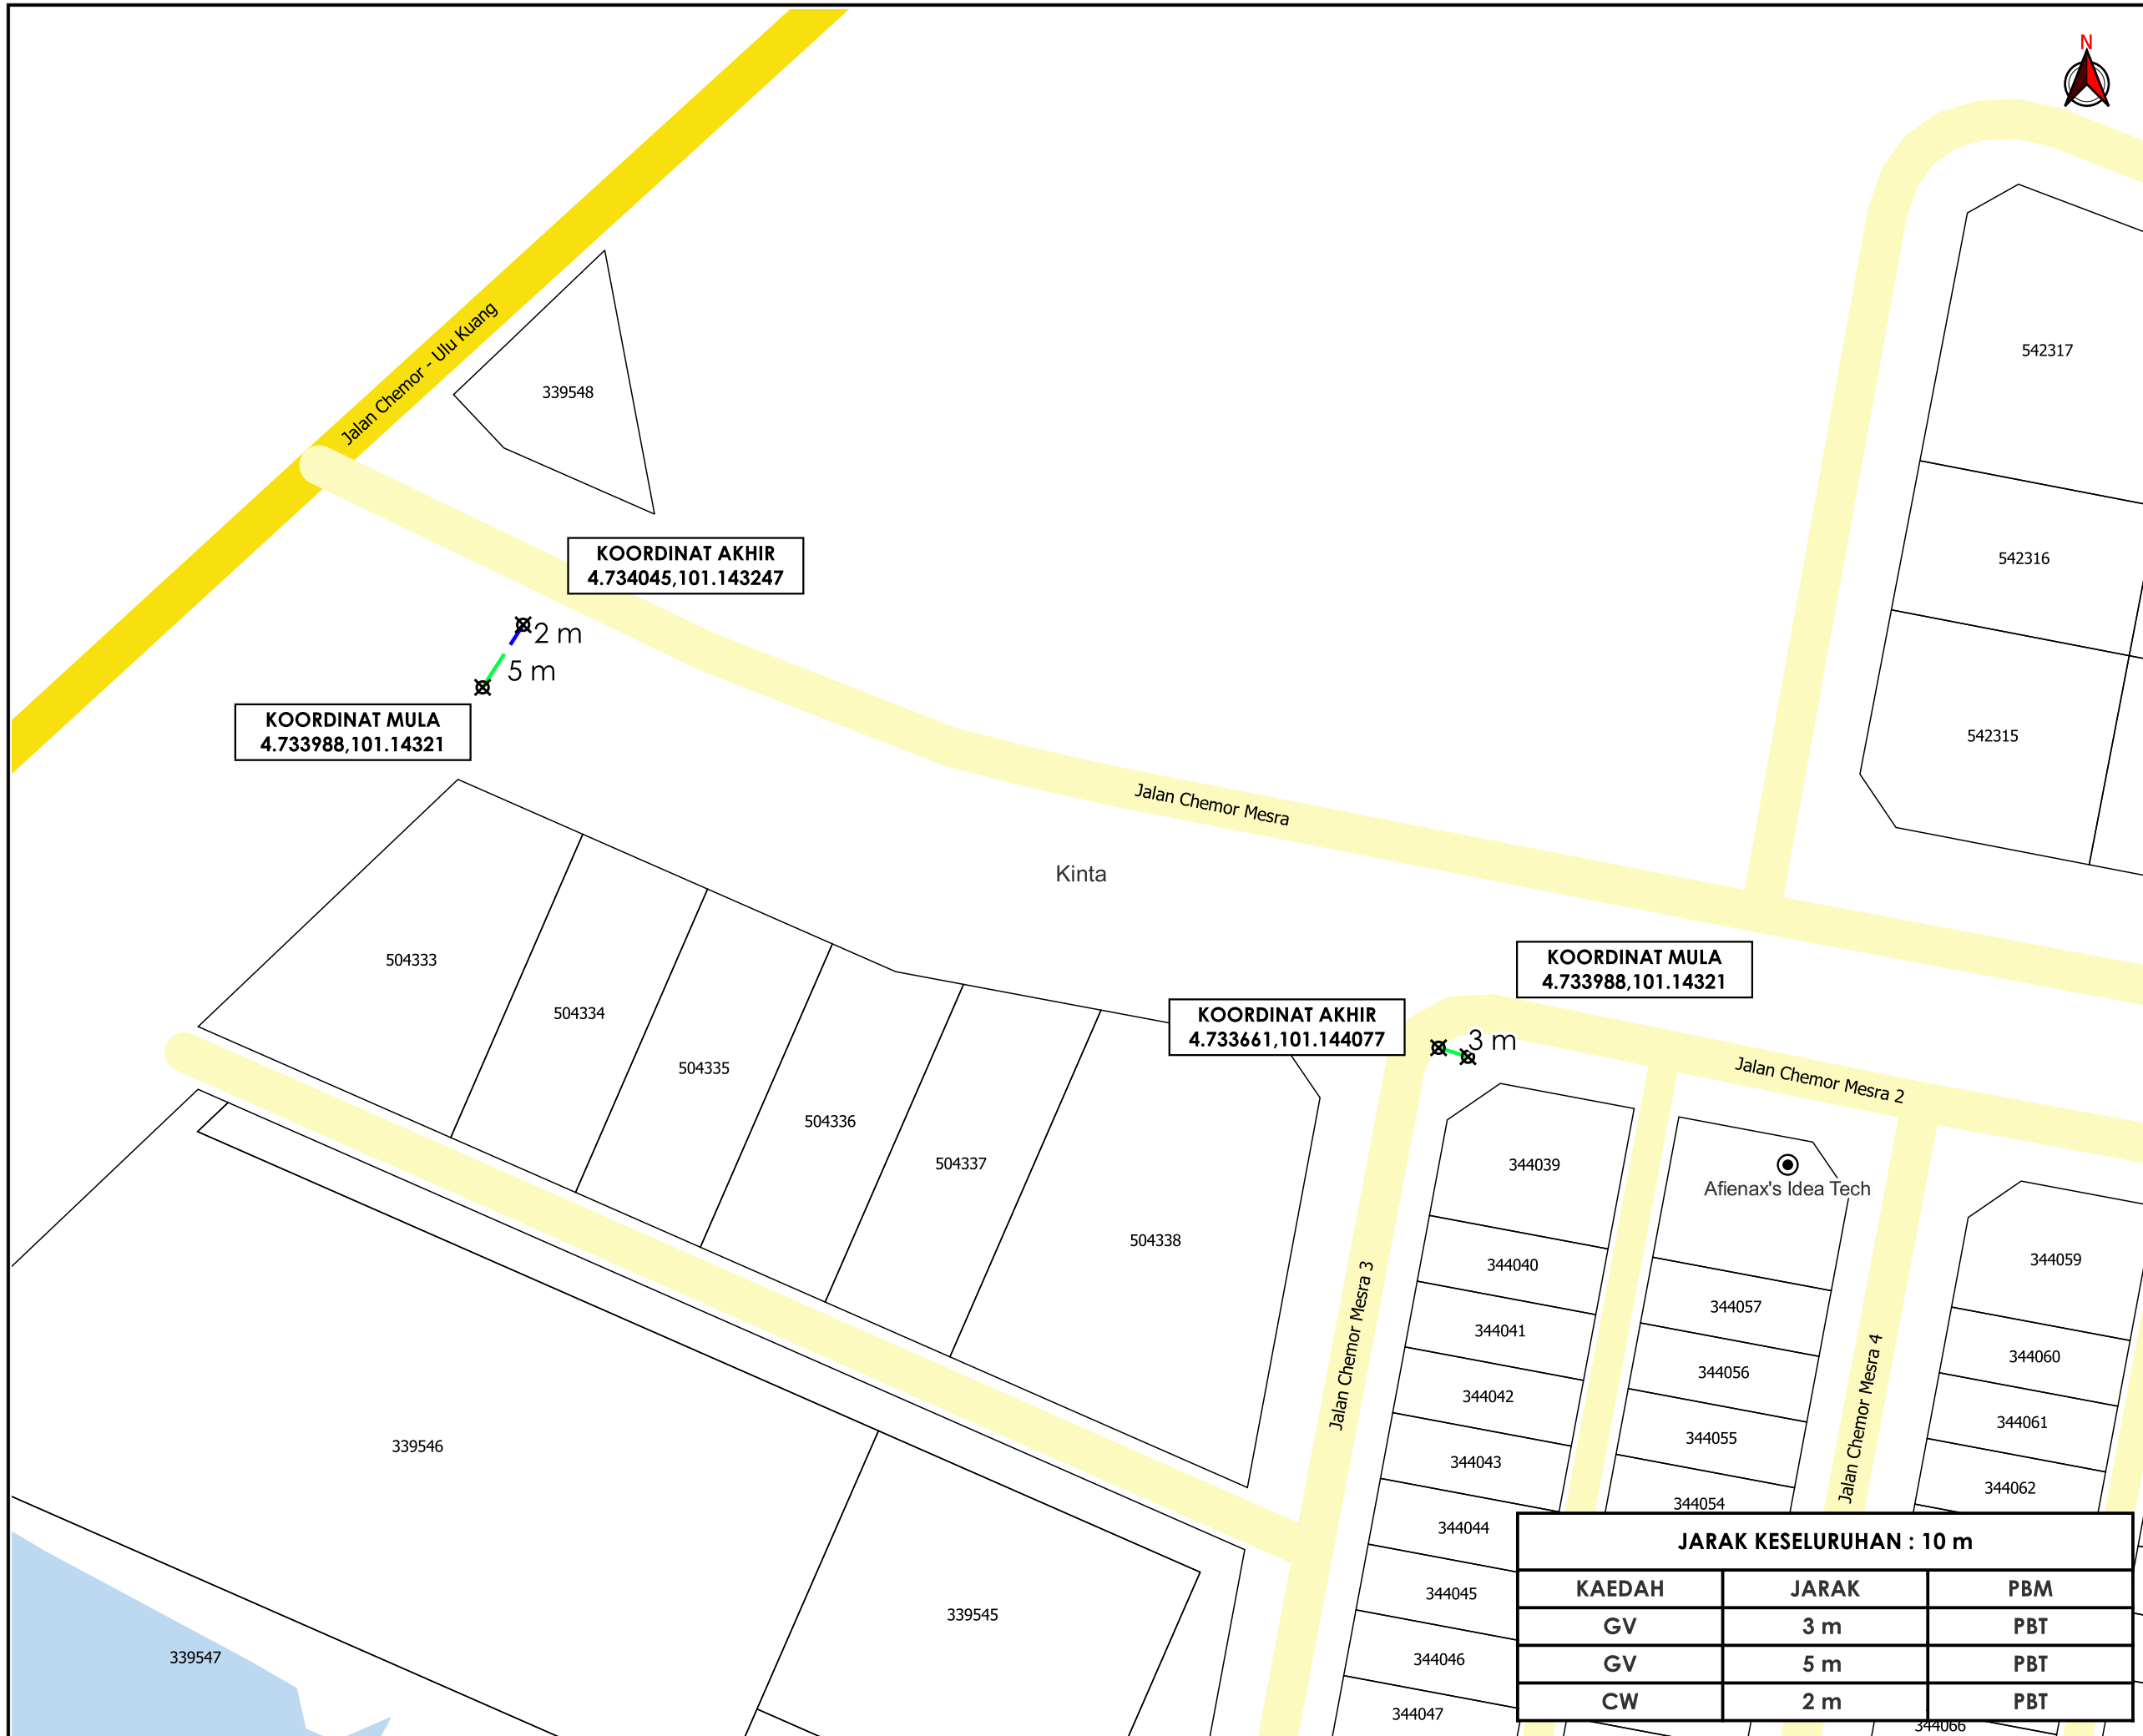 N
Jalan Chemor - Ulu Kuang
339548
542317
KOORDINAT AKHIR
4.734045,101.143247
542316
2 m
5 m
KOORDINAT MULA
4.733988,101.14321
542315
Jalan Chemor Mesra
Kinta
504333
504334
504335
504336
504337
504338
KOORDINAT MULA
4.733988,101.14321
KOORDINAT AKHIR
4.733661,101.144077
3 m
Jalan Chemor Mesra 2
344039
Afienax's Idea Tech
344040
344057
344059
344041
344056
344060
344042
344055
344061
344043
344054
344062
Jalan Chemor Mesra 3
Jalan Chemor Mesra 4
344044
344045
344046
344047
339546
339545
339547
JARAK KESELURUHAN : 10 m
KAEDAH JARAK PBM
GV 3 m PBT
GV 5 m PBT
CW 2 m PBT
344066